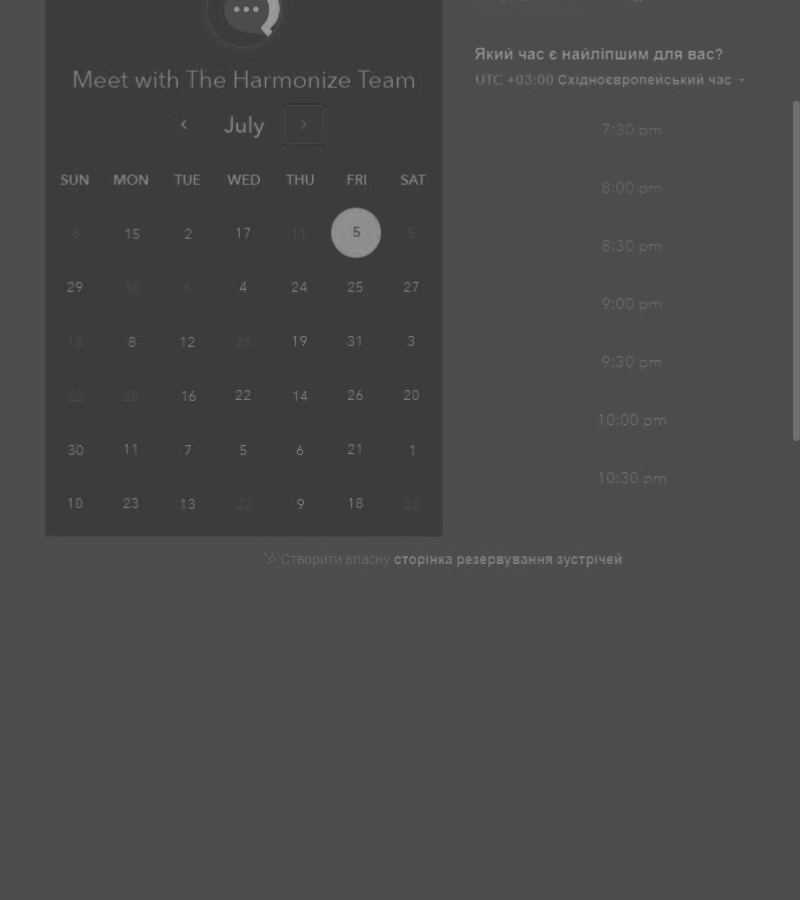 Meet with The Harmonize Team
July
SUN MON TUE WED THU FRI SAT
8 15 2 17 11 5 5
29 30 6 4 24 25 27
13 8 12 26 19 31 3
22 28 16 22 14 26 20
30 11 7 5 6 21 1
10 23 13 22 9 18 20
Який час є найліпшим для вас?
UTC +03:00 Східноєвропейський час
7:30 pm
8:00 pm
8:30 pm
9:00 pm
9:30 pm
10:00 pm
10:30 pm
Створити власну сторінка резервування зустрічей